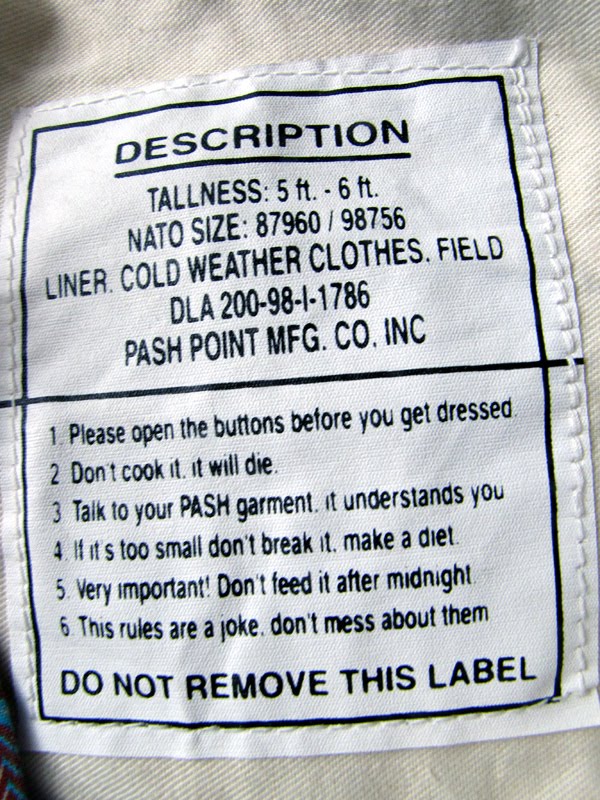 DESCRIPTION
TALLNESS: 5 ft. - 6 ft.
NATO SIZE: 87960 / 98756
LINER. COLD WEATHER CLOTHES. FIELD
DLA 200-98-I-1786
PASH POINT MFG. CO. INC
1. Please open the buttons before you get dressed.
2 Don't cook it. it will die.
3 Talk to your PASH garment. it understands you
4. If it's too small don't break it. make a diet.
5. Very important! Don't feed it after midnight
6. This rules are a joke. don't mess about them
DO NOT REMOVE THIS LABEL